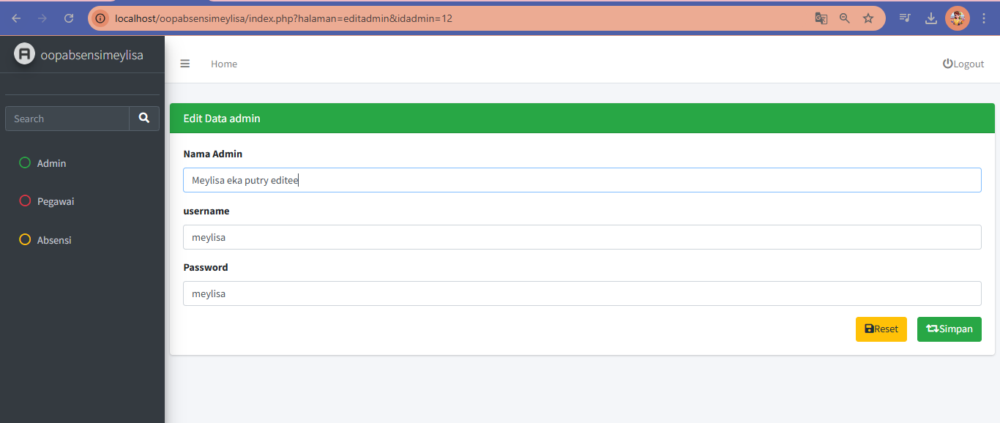 localhost/oopabsensimeylisa/index.php?halaman=editadmin&idadmin=12
oopabsensimeylisa
Home
Logout
Search
Admin
Pegawai
Absensi
Edit Data admin
Nama Admin
Meylisa eka putry editee
username
meylisa
Password
meylisa
Reset
Simpan